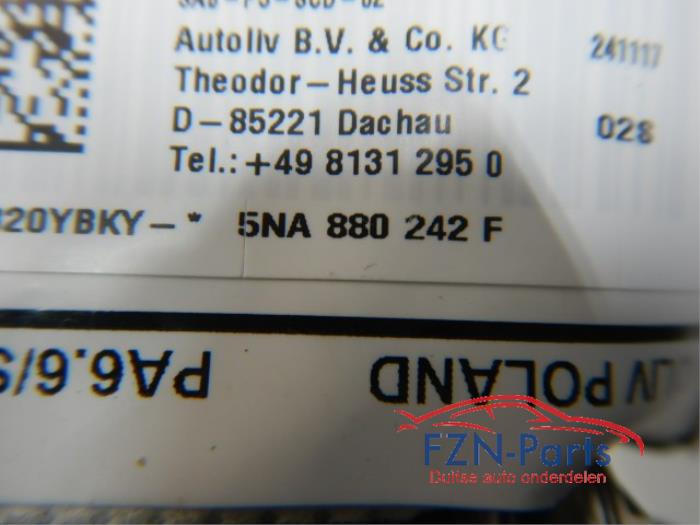 Autoliv B.V. & Co. KG 241117
Theodor-Heuss Str. 2
D-85221 Dachau 028
Tel.: +49 8131 295 0
20YBKY-* 5NA 880 242 F
PA6.6/
LIV POLAND
FZN-Parts
Duitse auto onderdelen